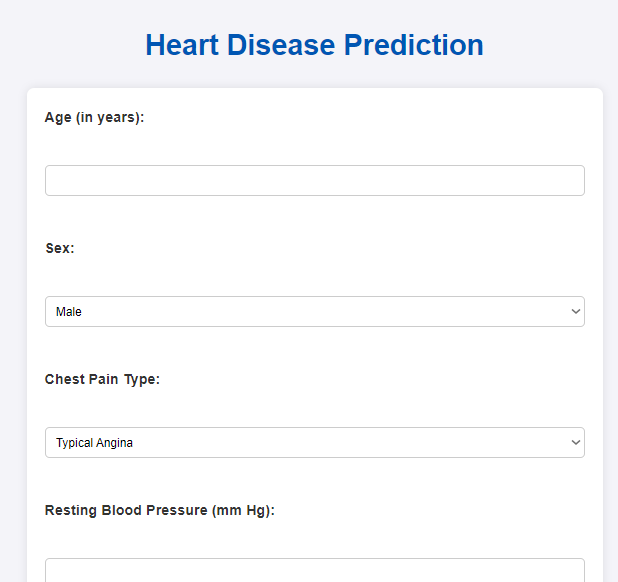 Heart Disease Prediction
Age (in years):
Sex:
Male
Chest Pain Type:
Typical Angina
Resting Blood Pressure (mm Hg):